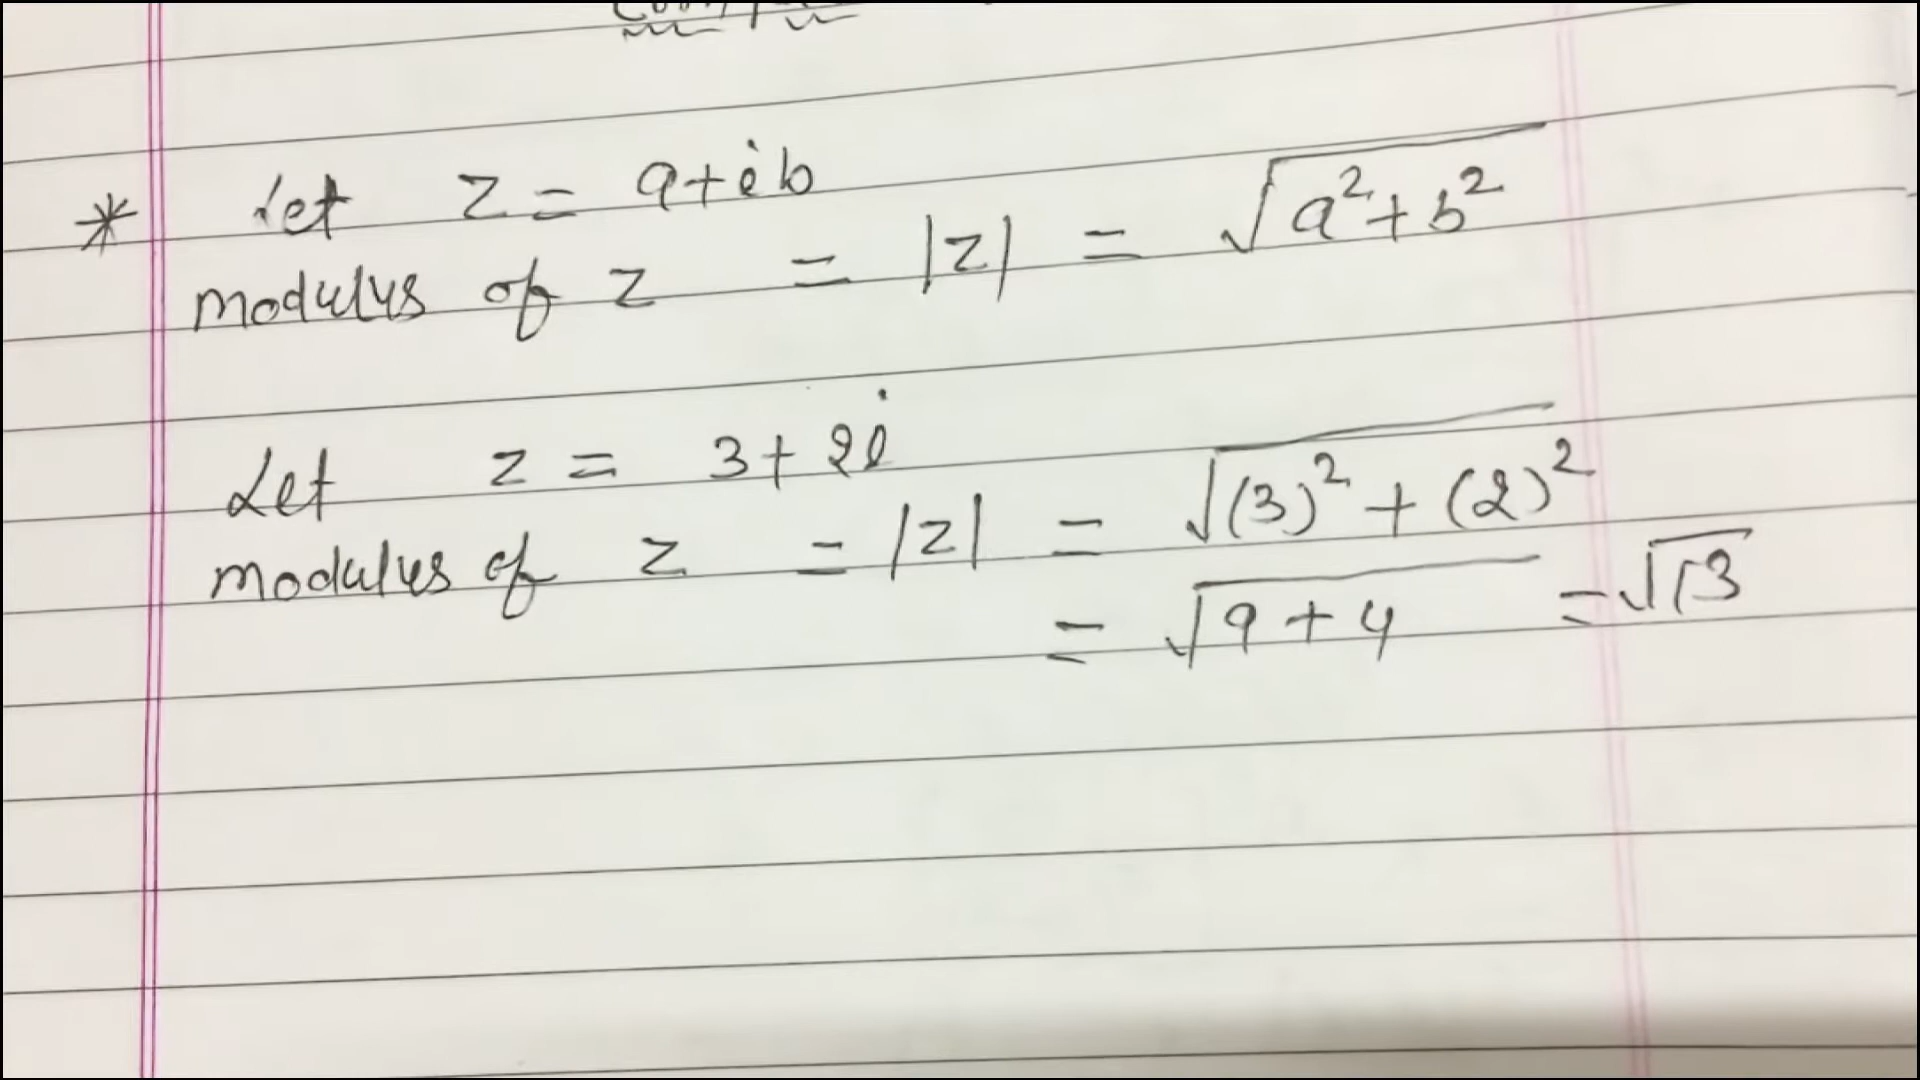 * Let z = a+ib
modulus of z = |z| = √a²+b²
Let z = 3+2i
modulus of z = |z| = √(3)²+(2)²
= √9+4 = √13